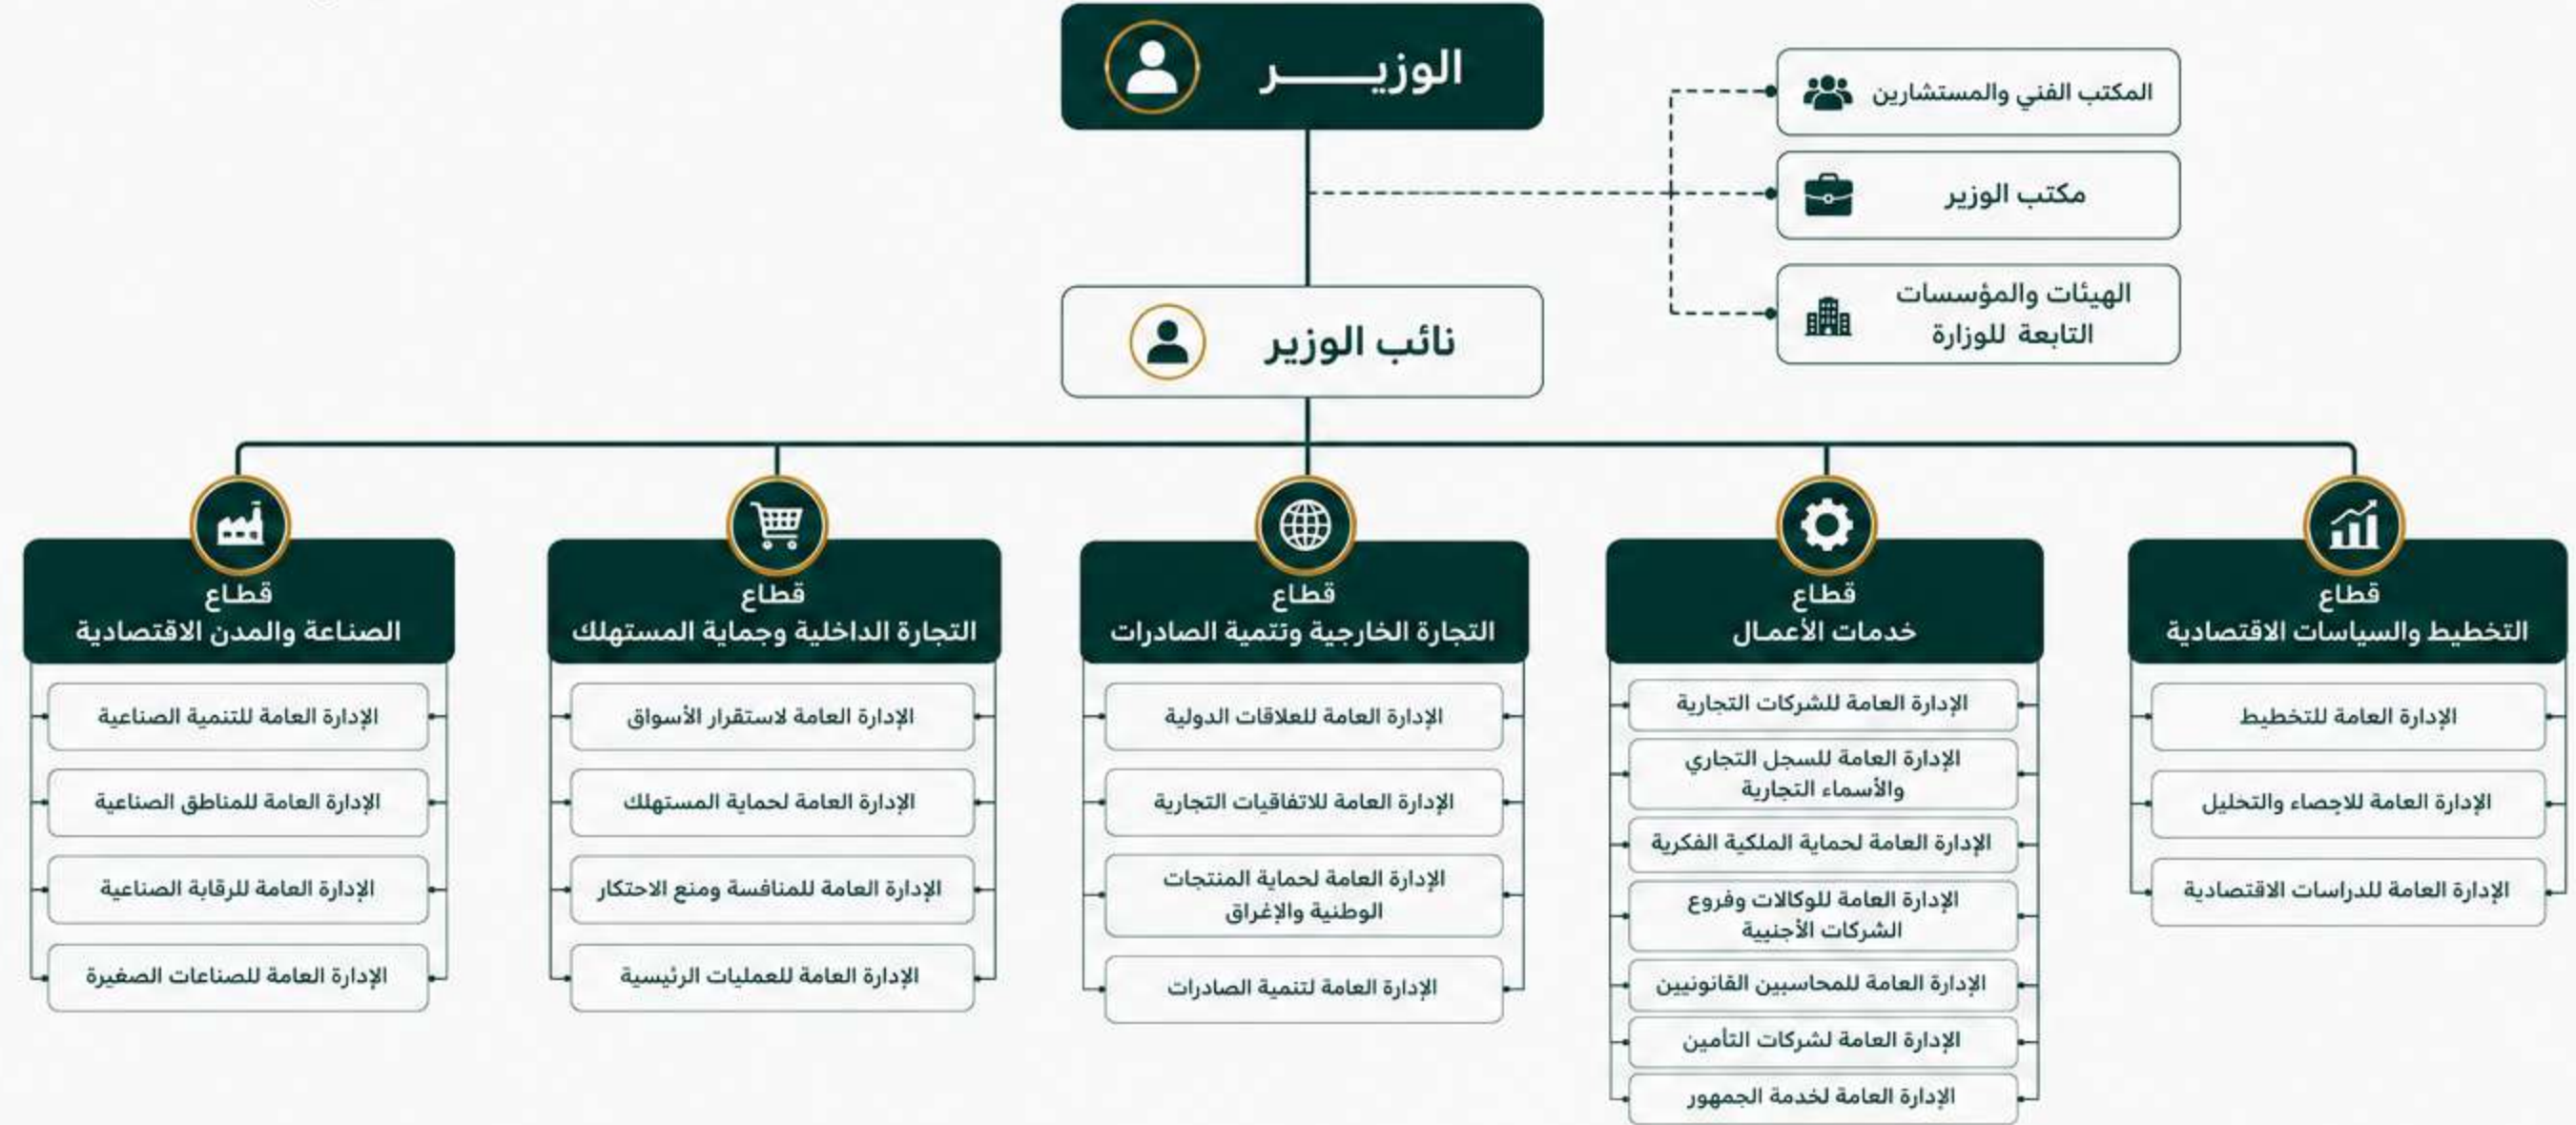 الوزيـــــــر
المكتب الفني والمستشارين
مكتب الوزير
الهيئات والمؤسسات
التابعة للوزارة
نائب الوزير
قطاع
التخطيط والسياسات الاقتصادية
الإدارة العامة للتخطيط
الإدارة العامة للاحصاء والتخليل
الإدارة العامة للدراسات الاقتصادية
قطاع
خدمات الأعمـال
الإدارة العامة للشركات التجارية
الإدارة العامة للسجل التجاري
والأسماء التجارية
الإدارة العامة لحماية الملكية الفكرية
الإدارة العامة للوكالات وفروع
الشركات الأجنبية
الإدارة العامة للمحاسبين القانونيين
الإدارة العامة لشركات التأمين
الإدارة العامة لخدمة الجمهور
قطاع
التجارة الخارجية وتنمية الصادرات
الإدارة العامة للعلاقات الدولية
الإدارة العامة للاتفاقيات التجارية
الإدارة العامة لحماية المنتجات
الوطنية والإغراق
الإدارة العامة لتنمية الصادرات
قطاع
التجارة الداخلية وجماية المستهلك
الإدارة العامة لاستقرار الأسواق
الإدارة العامة لحماية المستهلك
الإدارة العامة للمنافسة ومنع الاحتكار
الإدارة العامة للعمليات الرئيسية
قطاع
الصناعة والمدن الاقتصادية
الإدارة العامة للتنمية الصناعية
الإدارة العامة للمناطق الصناعية
الإدارة العامة للرقابة الصناعية
الإدارة العامة للصناعات الصغيرة